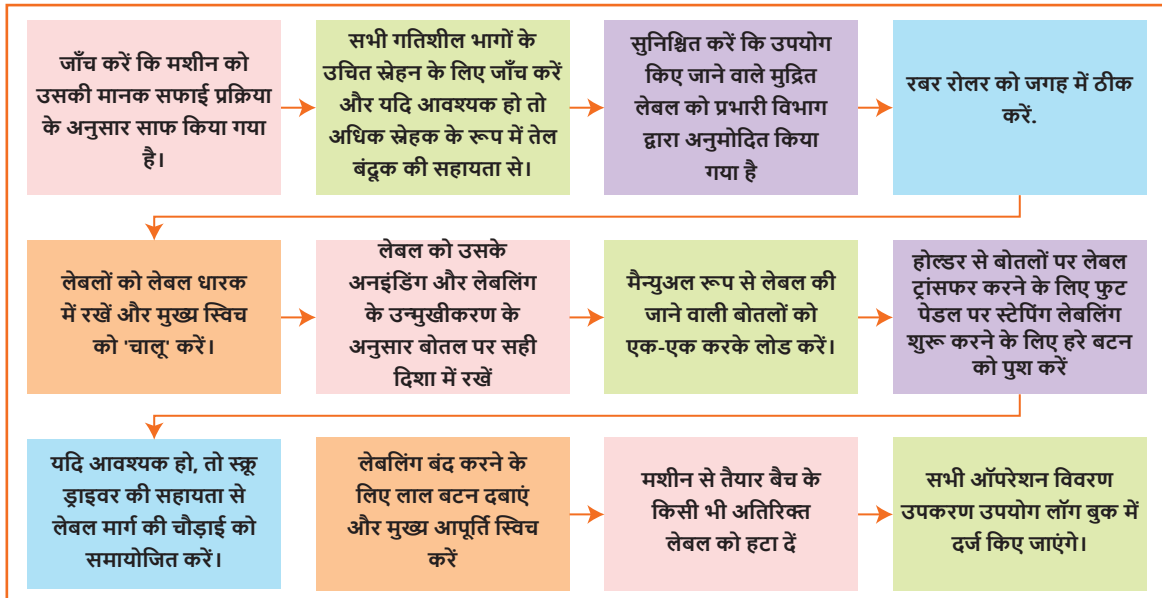 जाँच करें कि मशीन को
उसकी मानक सफाई प्रक्रिया
के अनुसार साफ किया गया
है।
सभी गतिशील भागों के
उचित स्नेहन के लिए जाँच करें
और यदि आवश्यक हो तो
अधिक स्नेहक के रूप में तेल
बंदूक की सहायता से।
सुनिश्चित करें कि उपयोग
किए जाने वाले मुद्रित
लेबल को प्रभारी विभाग
द्वारा अनुमोदित किया
गया है
रबर रोलर को जगह में ठीक
करें.
लेबलों को लेबल धारक
में रखें और मुख्य स्विच
को 'चालू' करें।
लेबल को उसके
अनइंडिंग और लेबलिंग
के उन्मुखीकरण के
अनुसार बोतल पर सही
दिशा में रखें
मैन्युअल रूप से लेबल की
जाने वाली बोतलों को
एक-एक करके लोड करें।
होल्डर से बोतलों पर लेबल
ट्रांसफर करने के लिए फुट
पेडल पर स्टेपिंग लेबलिंग
शुरू करने के लिए हरे बटन
को पुश करें
यदि आवश्यक हो, तो स्क्रू
ड्राइवर की सहायता से
लेबल मार्ग की चौड़ाई को
समायोजित करें।
लेबलिंग बंद करने के
लिए लाल बटन दबाएं
और मुख्य आपूर्ति स्विच
करें
मशीन से तैयार बैच के
किसी भी अतिरिक्त
लेबल को हटा दें
सभी ऑपरेशन विवरण
उपकरण उपयोग लॉग बुक में
दर्ज किए जाएंगे।